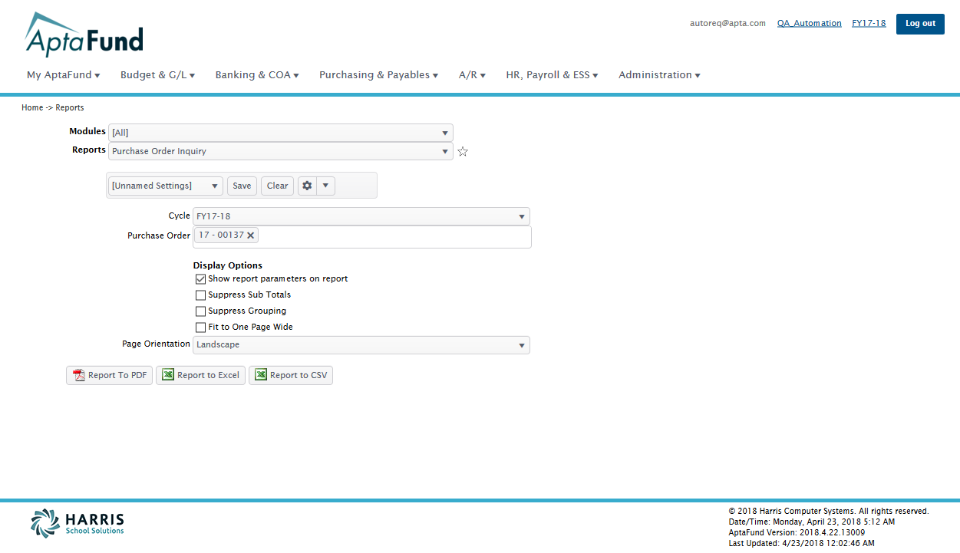 autoreq@apta.com QA_Automation FY17-18 Log out
AptaFund
My AptaFund Budget & G/L Banking & COA Purchasing & Payables A/R HR, Payroll & ESS Administration
Home -> Reports
Modules [All]
Reports Purchase Order Inquiry
[Unnamed Settings] Save Clear
Cycle FY17-18
Purchase Order 17 - 00137
Display Options
Show report parameters on report
Suppress Sub Totals
Suppress Grouping
Fit to One Page Wide
Page Orientation Landscape
Report To PDF Report to Excel Report to CSV
HARRIS
School Solutions
© 2018 Harris Computer Systems. All rights reserved.
Date/Time: Monday, April 23, 2018 5:12 AM
AptaFund Version: 2018.4.22.13009
Last Updated: 4/23/2018 12:02:46 AM